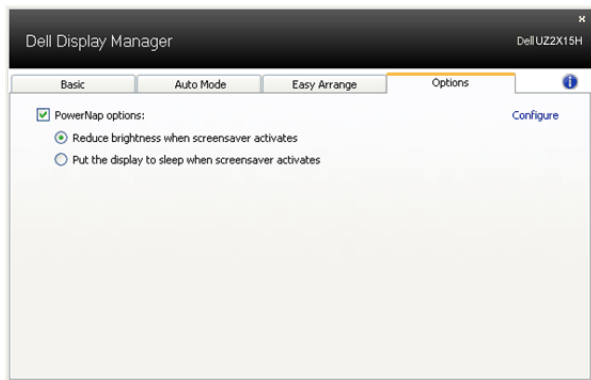 x
Dell Display Manager
Dell UZ2X15H
Basic
Auto Mode
Easy Arrange
Options
i
PowerNap options:
Configure
Reduce brightness when screensaver activates
Put the display to sleep when screensaver activates